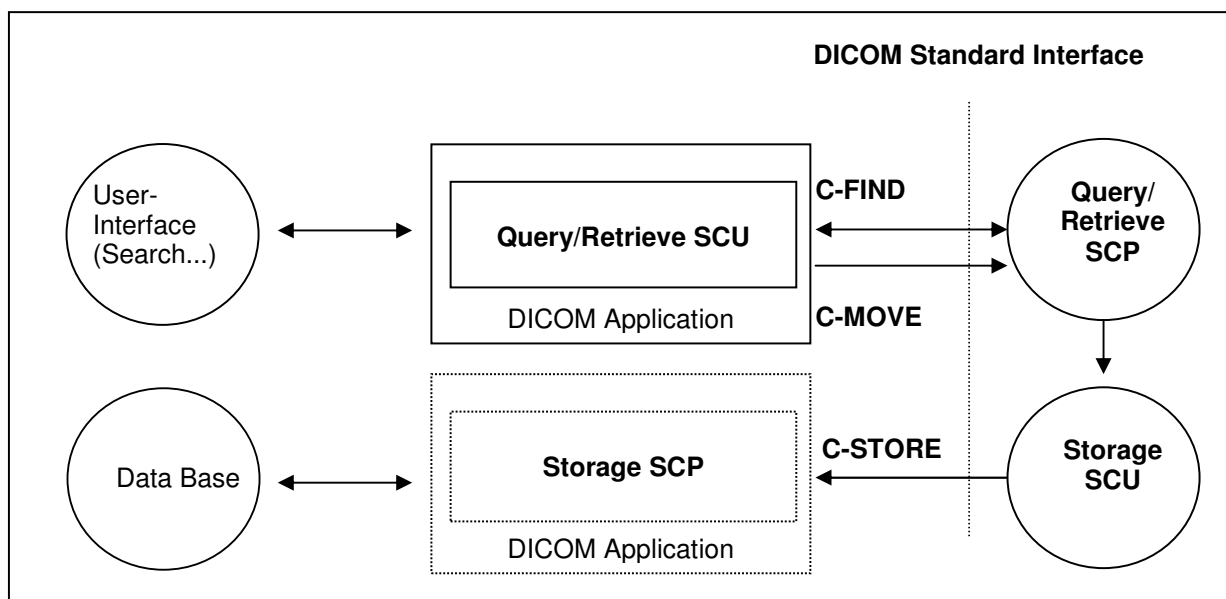 DICOM Standard Interface
User-
Interface
(Search...)
Query/Retrieve SCU
DICOM Application
C-FIND
C-MOVE
Query/
Retrieve
SCP
Data Base
Storage SCP
DICOM Application
C-STORE
Storage
SCU